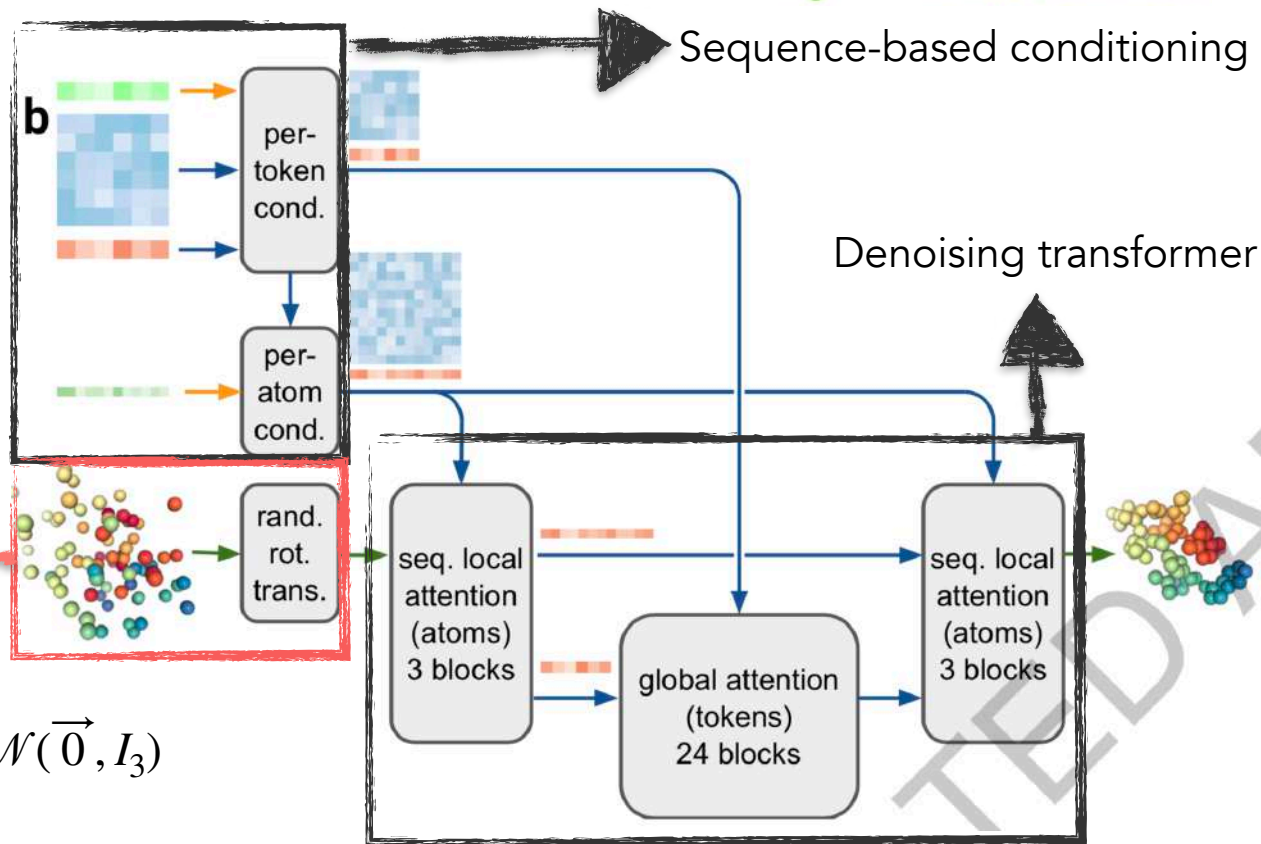 Sequence-based conditioning
b
per-
token
cond.
Denoising transformer
per-
atom
cond.
rand.
rot.
trans.
seq. local
attention
(atoms)
3 blocks
global attention
(tokens)
24 blocks
seq. local
attention
(atoms)
3 blocks
𝒩(0⃗, I₃)
TED A